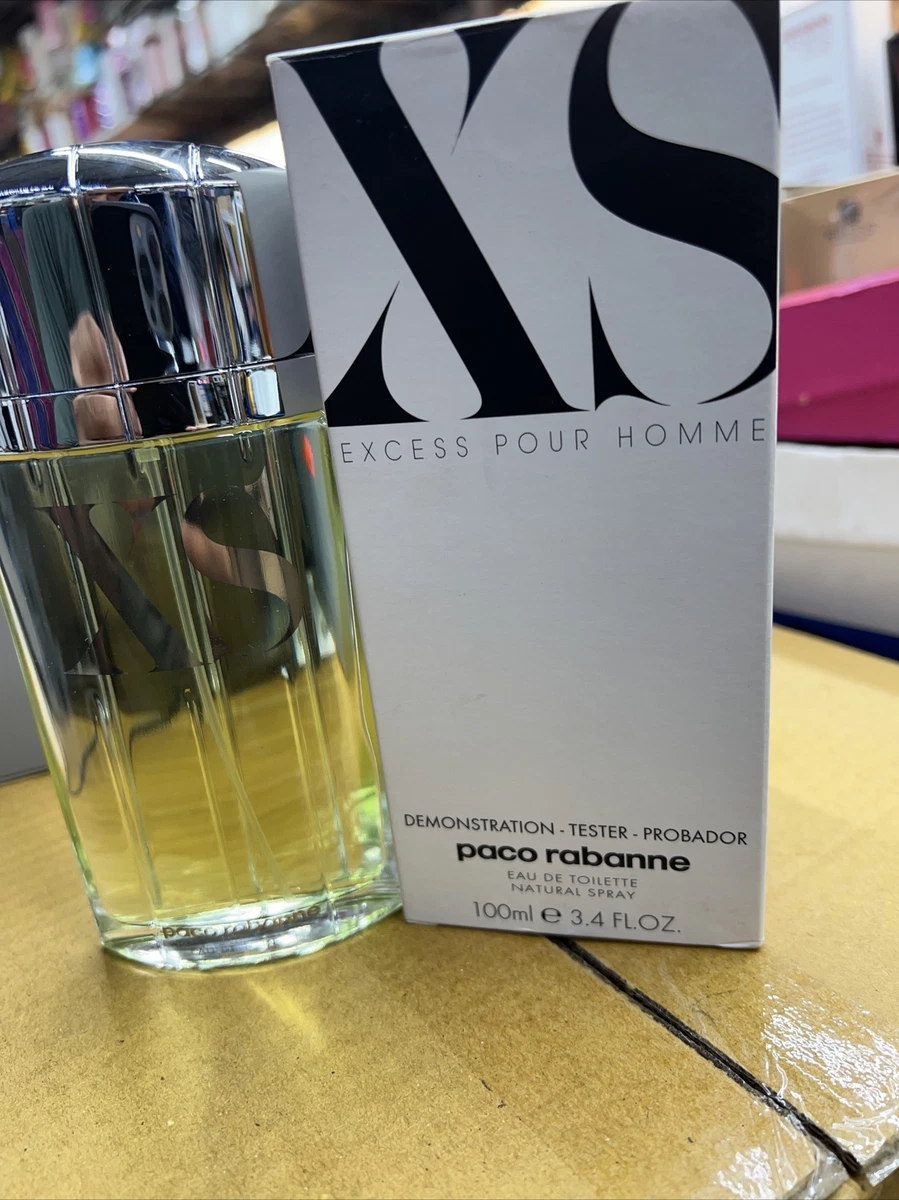 XS
EXCESS POUR HOMME
DEMONSTRATION - TESTER - PROBADOR
paco rabanne
EAU DE TOILETTE
NATURAL SPRAY
100ml ℮ 3.4 FL.OZ.
XS
paco rabanne